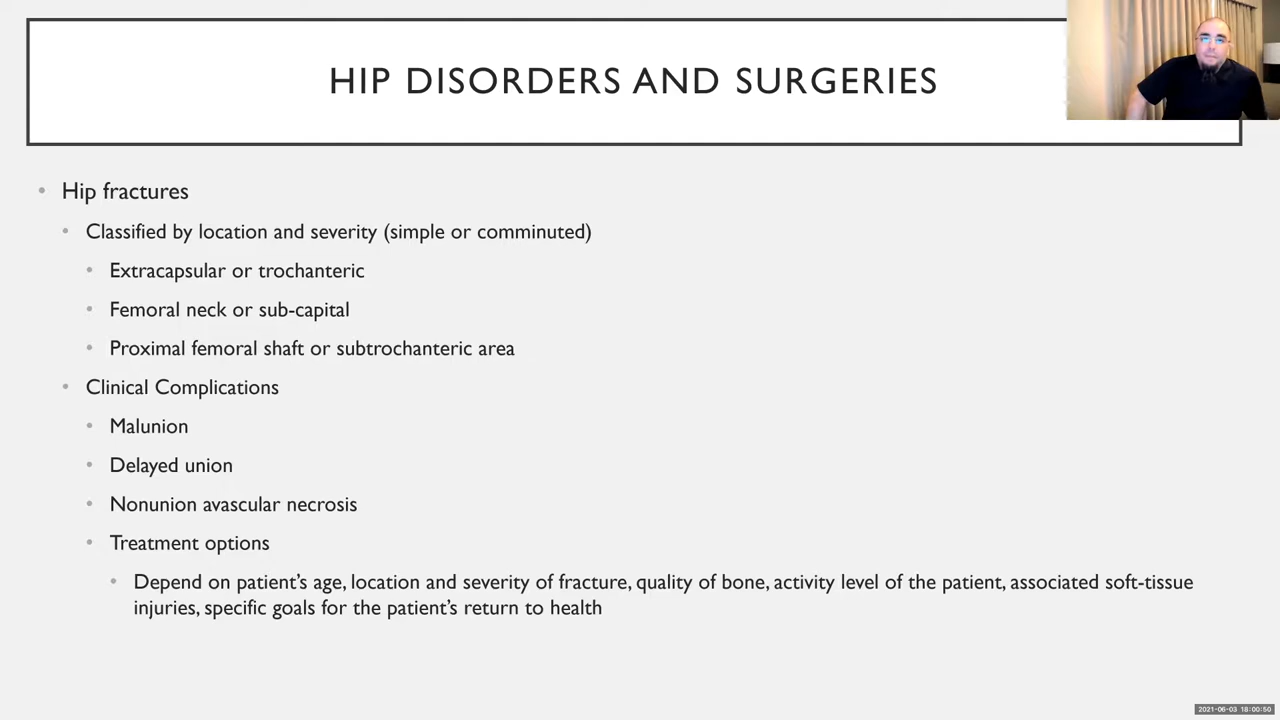 HIP DISORDERS AND SURGERIES
• Hip fractures
• Classified by location and severity (simple or comminuted)
• Extracapsular or trochanteric
• Femoral neck or sub-capital
• Proximal femoral shaft or subtrochanteric area
• Clinical Complications
• Malunion
• Delayed union
• Nonunion avascular necrosis
• Treatment options
• Depend on patient’s age, location and severity of fracture, quality of bone, activity level of the patient, associated soft-tissue
injuries, specific goals for the patient’s return to health
2021-06-03 18:00:50